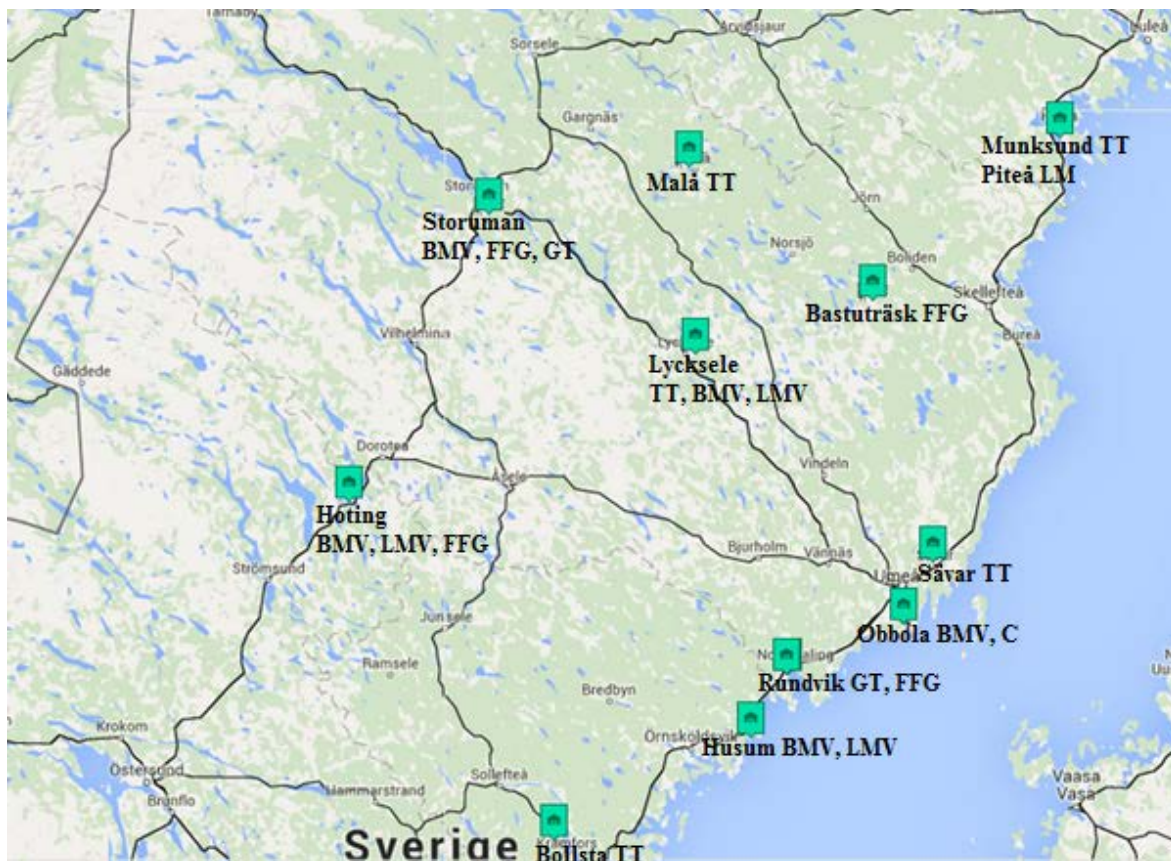 Tärnaby
Sorsele
Arvidsjaur
Luleå
Gargnäs
Munksund TT
Piteå LM
Malå TT
Storuman
BMV, FFG, GT
Jörn
Norsjö
Boliden
Skellefteå
Bastuträsk FFG
Bureå
Vilhelmina
Lycksele
TT, BMV, LMV
Gäddede
Dorotea
Åsele
Vindeln
Hoting
BMV, LMV, FFG
Strömsund
Bjurholm
Vännäs
Umeå
Sävar TT
Obbola BMV, C
Junsele
Ramsele
Rundvik GT, FFG
Bredbyn
Husum BMV, LMV
Örnsköldsvik
Krokom
Östersund
Brunflo
Hammarstrand
Sollefteå
Vaasa
Vasa
Sverige
Kramfors
Bollsta TT